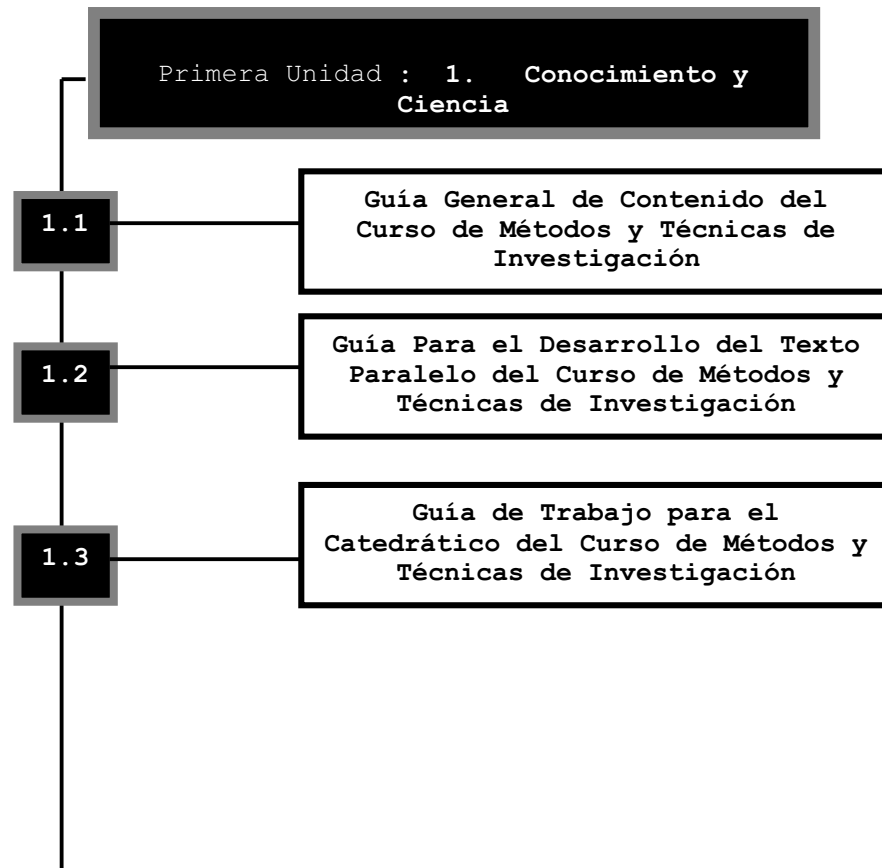 Primera Unidad : 1. Conocimiento y
Ciencia
1.1
Guía General de Contenido del
Curso de Métodos y Técnicas de
Investigación
1.2
Guía Para el Desarrollo del Texto
Paralelo del Curso de Métodos y
Técnicas de Investigación
1.3
Guía de Trabajo para el
Catedrático del Curso de Métodos y
Técnicas de Investigación